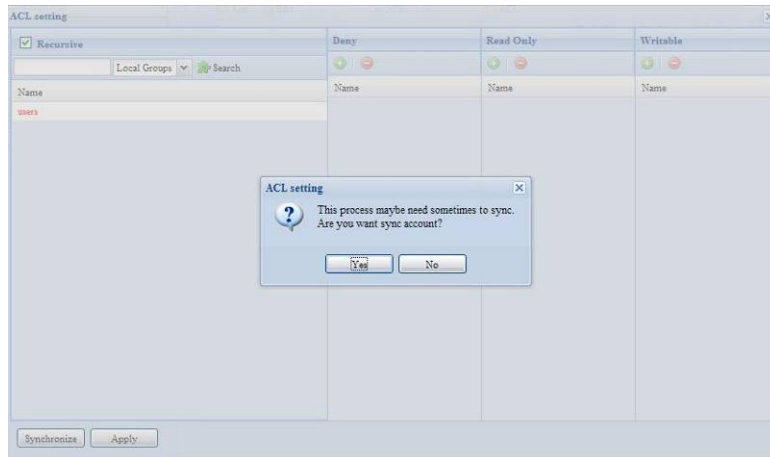 ACL setting
Recursive Deny Read Only Writable
Local Groups Search
Name Name Name Name
users
ACL setting
This process maybe need sometimes to sync.
Are you want sync account?
Yes No
Synchronize Apply